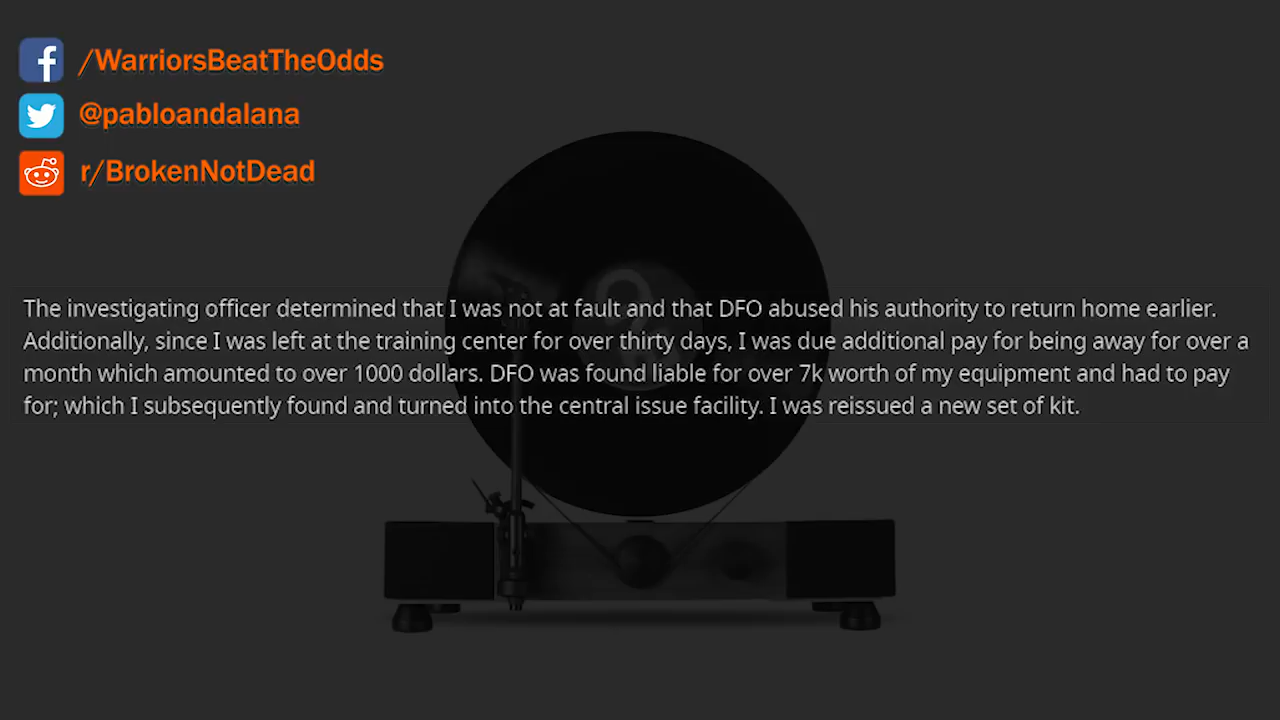 /WarriorsBeatTheOdds
@pabloandalana
r/BrokenNotDead
The investigating officer determined that I was not at fault and that DFO abused his authority to return home earlier.
Additionally, since I was left at the training center for over thirty days, I was due additional pay for being away for over a
month which amounted to over 1000 dollars. DFO was found liable for over 7k worth of my equipment and had to pay
for; which I subsequently found and turned into the central issue facility. I was reissued a new set of kit.